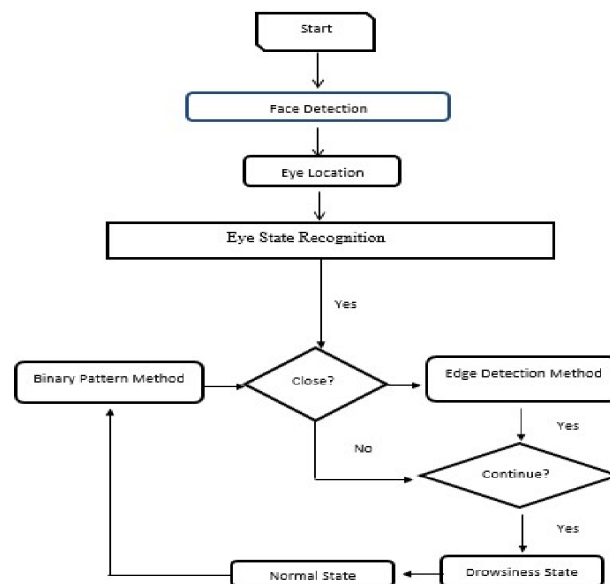 Start
Face Detection
Eye Location
Eye State Recognition
Yes
Binary Pattern Method
Close?
Edge Detection Method
Yes
No
Continue?
Yes
Normal State
Drowsiness State